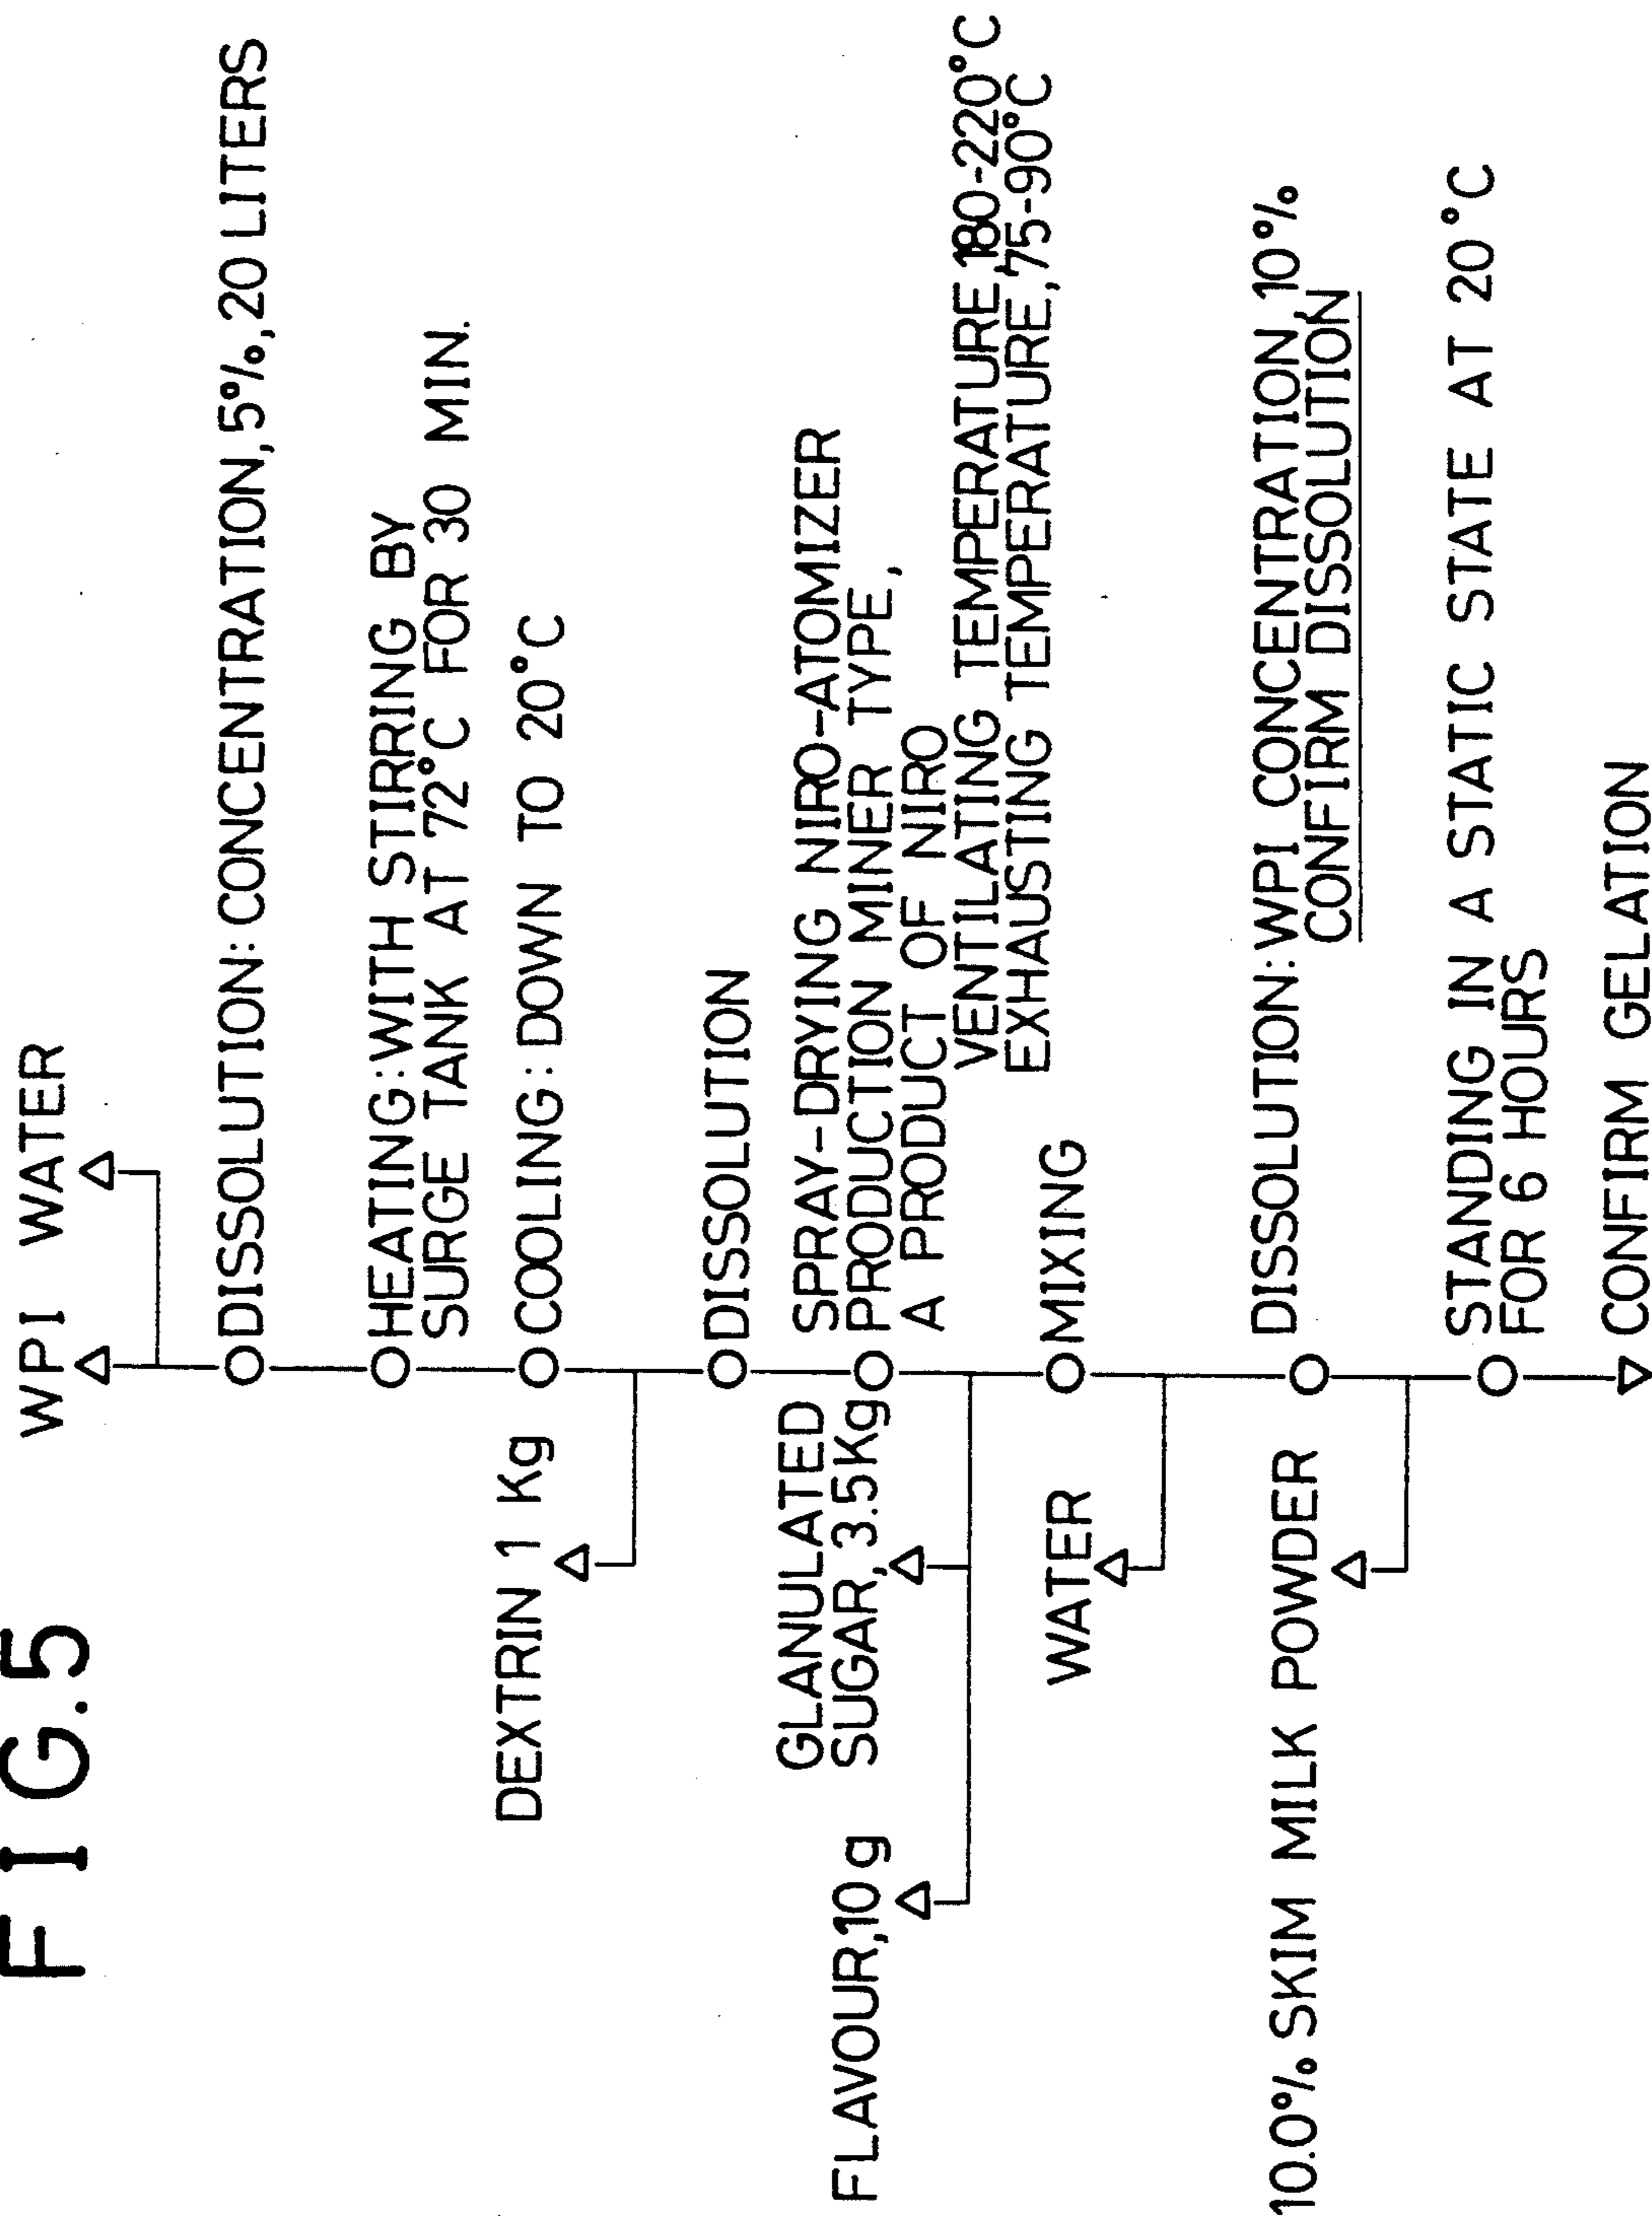 FIG.5
WPI WATER
DISSOLUTION: CONCENTRATION, 5%, 20 LITERS
HEATING: WITH STIRRING BY
SURGE TANK AT 72°C FOR 30 MIN.
DEXTRIN 1 Kg
COOLING: DOWN TO 20°C
DISSOLUTION
GLANULATED
SUGAR, 3.5Kg
FLAVOUR, 10 g
SPRAY-DRYING NIRO-ATOMIZER
PRODUCTION MINER TYPE,
A PRODUCT OF NIRO
VENTILATING TEMPERATURE, 180-220°C
EXHAUSTING TEMPERATURE, 75-90°C
WATER
MIXING
10.0% SKIM MILK POWDER
DISSOLUTION: WPI CONCENTRATION, 10%
CONFIRM DISSOLUTION
STANDING IN A STATIC STATE AT 20°C
FOR 6 HOURS
CONFIRM GELATION